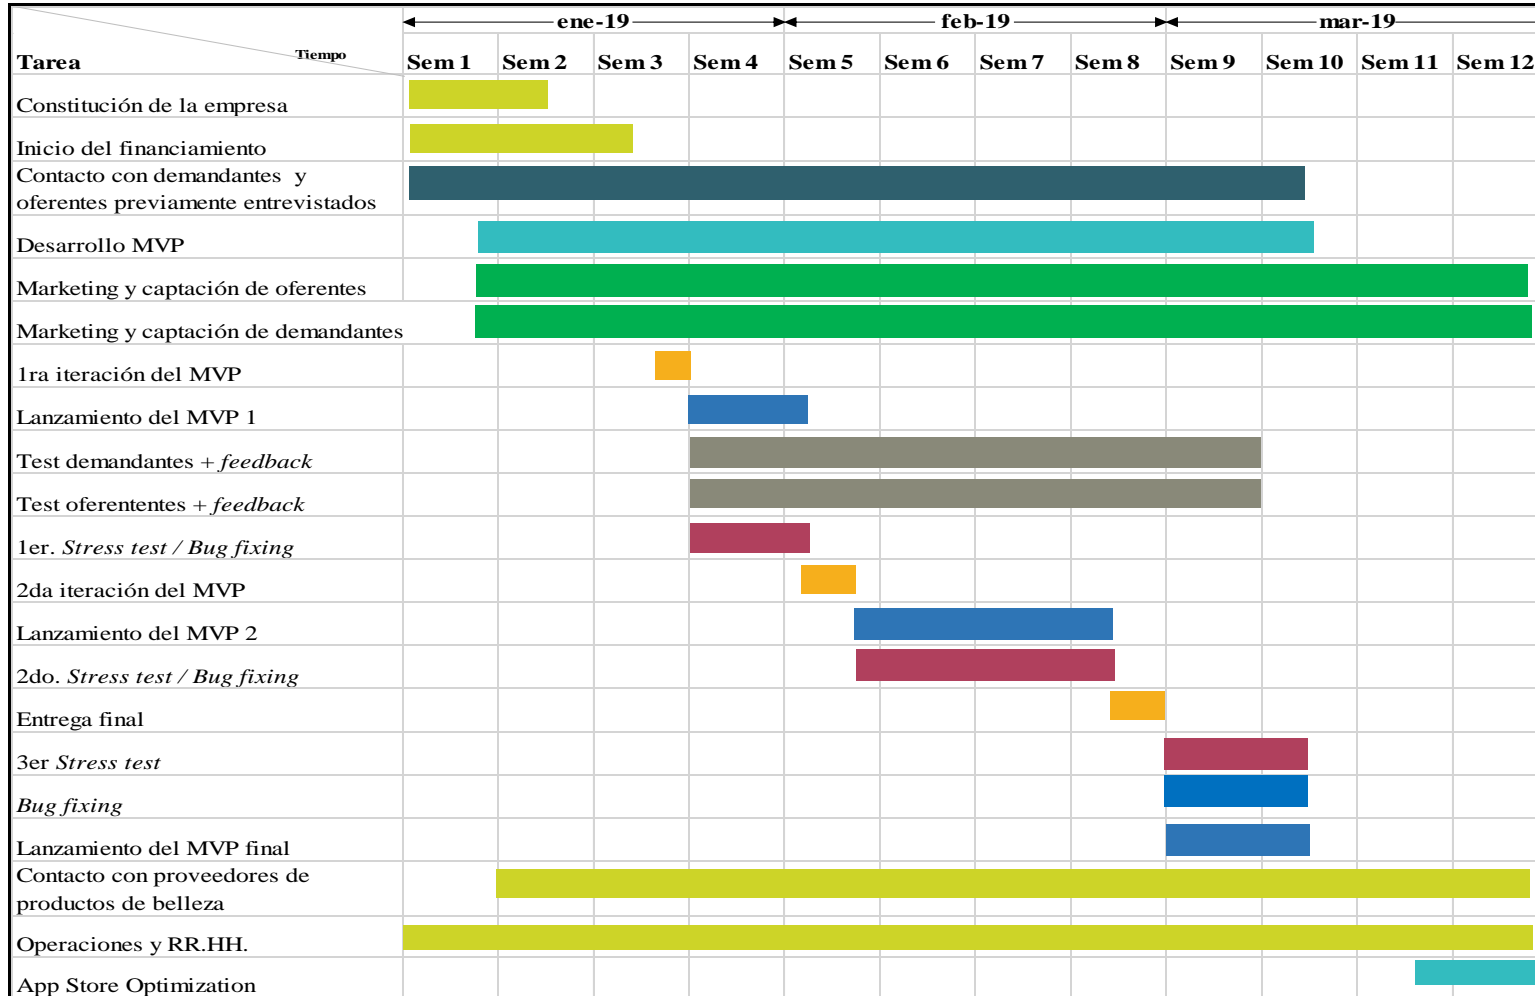 ene-19 feb-19 mar-19
Tiempo
Tarea Sem 1 Sem 2 Sem 3 Sem 4 Sem 5 Sem 6 Sem 7 Sem 8 Sem 9 Sem 10 Sem 11 Sem 12
Constitución de la empresa
Inicio del financiamiento
Contacto con demandantes y
oferentes previamente entrevistados
Desarrollo MVP
Marketing y captación de oferentes
Marketing y captación de demandantes
1ra iteración del MVP
Lanzamiento del MVP 1
Test demandantes + feedback
Test oferententes + feedback
1er. Stress test / Bug fixing
2da iteración del MVP
Lanzamiento del MVP 2
2do. Stress test / Bug fixing
Entrega final
3er Stress test
Bug fixing
Lanzamiento del MVP final
Contacto con proveedores de
productos de belleza
Operaciones y RR.HH.
App Store Optimization